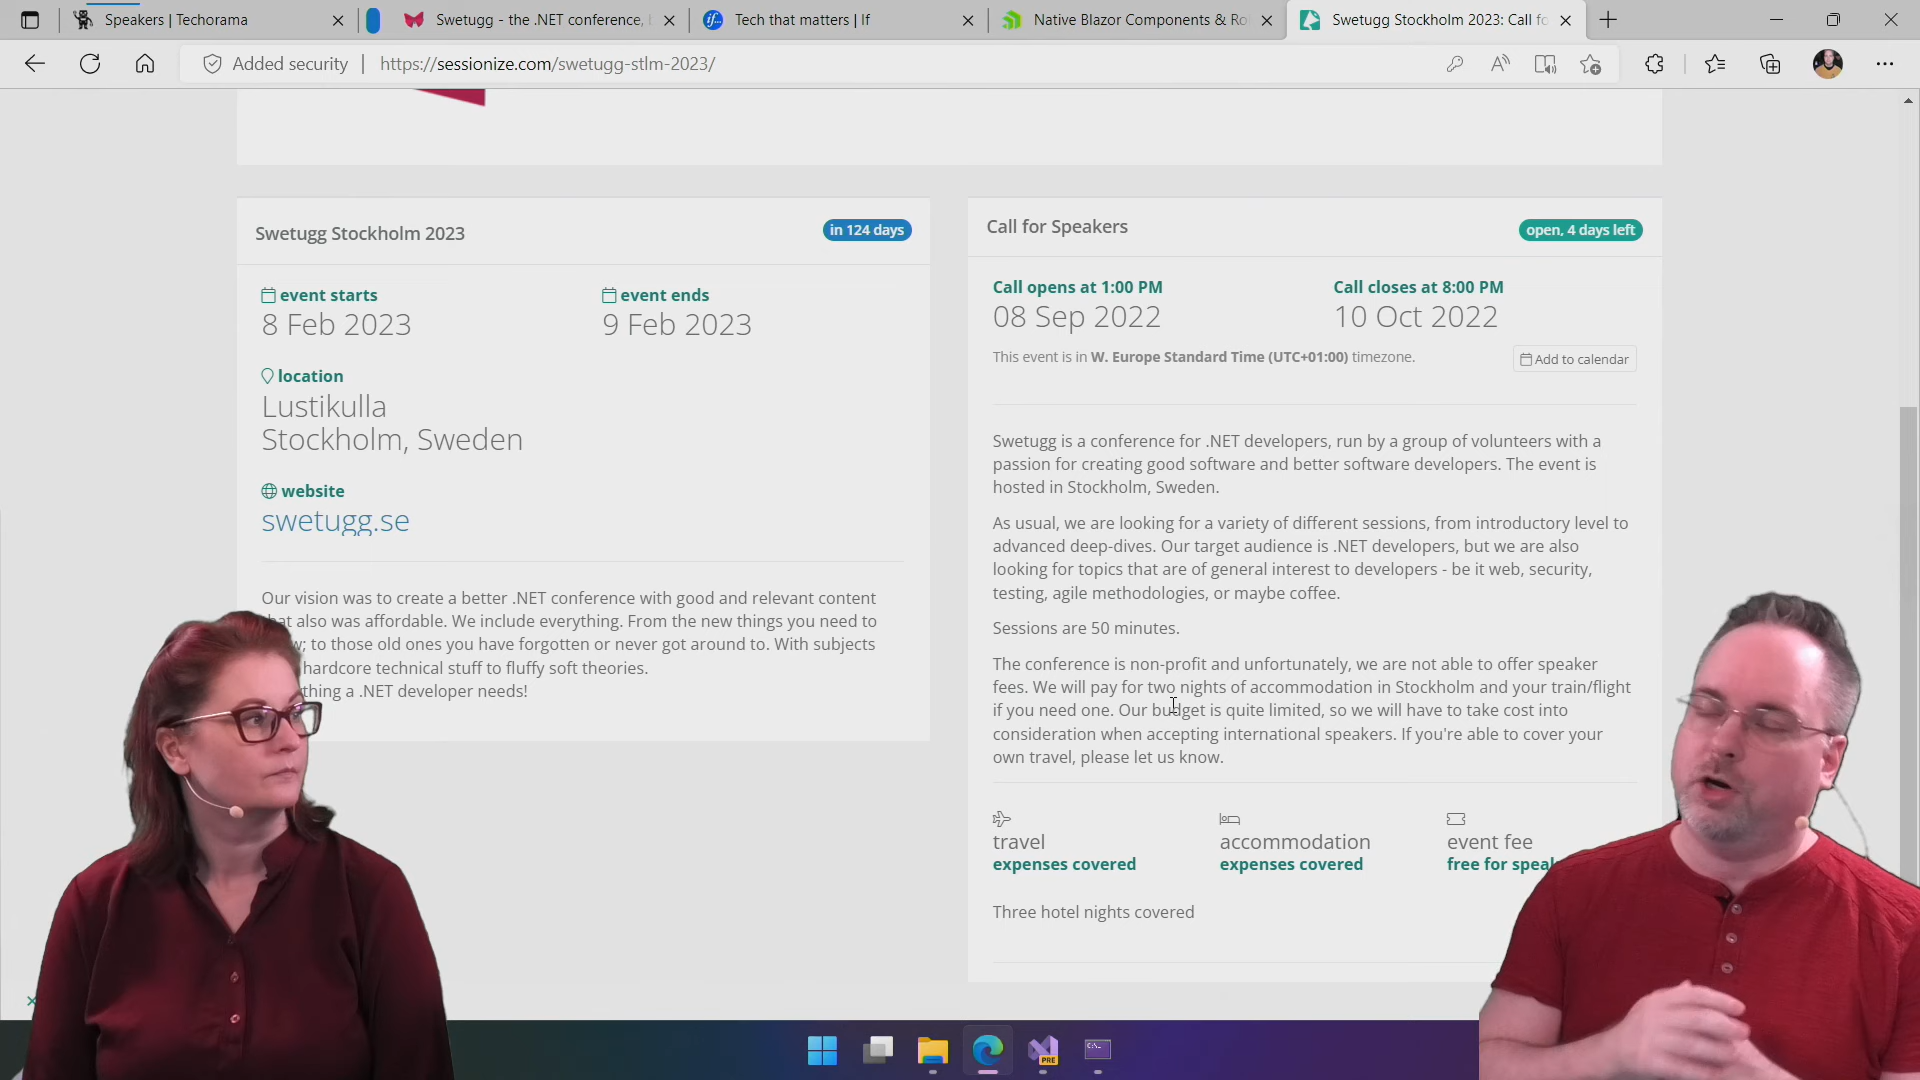 Speakers | Techorama
Swetugg - the .NET conference,
Tech that matters | If
Native Blazor Components & Ro
Swetugg Stockholm 2023: Call fo
Added security
https://sessionize.com/swetugg-stlm-2023/
Swetugg Stockholm 2023
in 124 days
event starts
8 Feb 2023
event ends
9 Feb 2023
location
Lustikulla
Stockholm, Sweden
website
swetugg.se
Our vision was to create a better .NET conference with good and relevant content
also was affordable. We include everything. From the new things you need to
to those old ones you have forgotten or never got around to. With subjects
hardcore technical stuff to fluffy soft theories.
thing a .NET developer needs!
Call for Speakers
open, 4 days left
Call opens at 1:00 PM
08 Sep 2022
Call closes at 8:00 PM
10 Oct 2022
This event is in W. Europe Standard Time (UTC+01:00) timezone.
Add to calendar
Swetugg is a conference for .NET developers, run by a group of volunteers with a
passion for creating good software and better software developers. The event is
hosted in Stockholm, Sweden.
As usual, we are looking for a variety of different sessions, from introductory level to
advanced deep-dives. Our target audience is .NET developers, but we are also
looking for topics that are of general interest to developers - be it web, security,
testing, agile methodologies, or maybe coffee.
Sessions are 50 minutes.
The conference is non-profit and unfortunately, we are not able to offer speaker
fees. We will pay for two nights of accommodation in Stockholm and your train/flight
if you need one. Our budget is quite limited, so we will have to take cost into
consideration when accepting international speakers. If you're able to cover your
own travel, please let us know.
travel
expenses covered
accommodation
expenses covered
event fee
free for speak
Three hotel nights covered